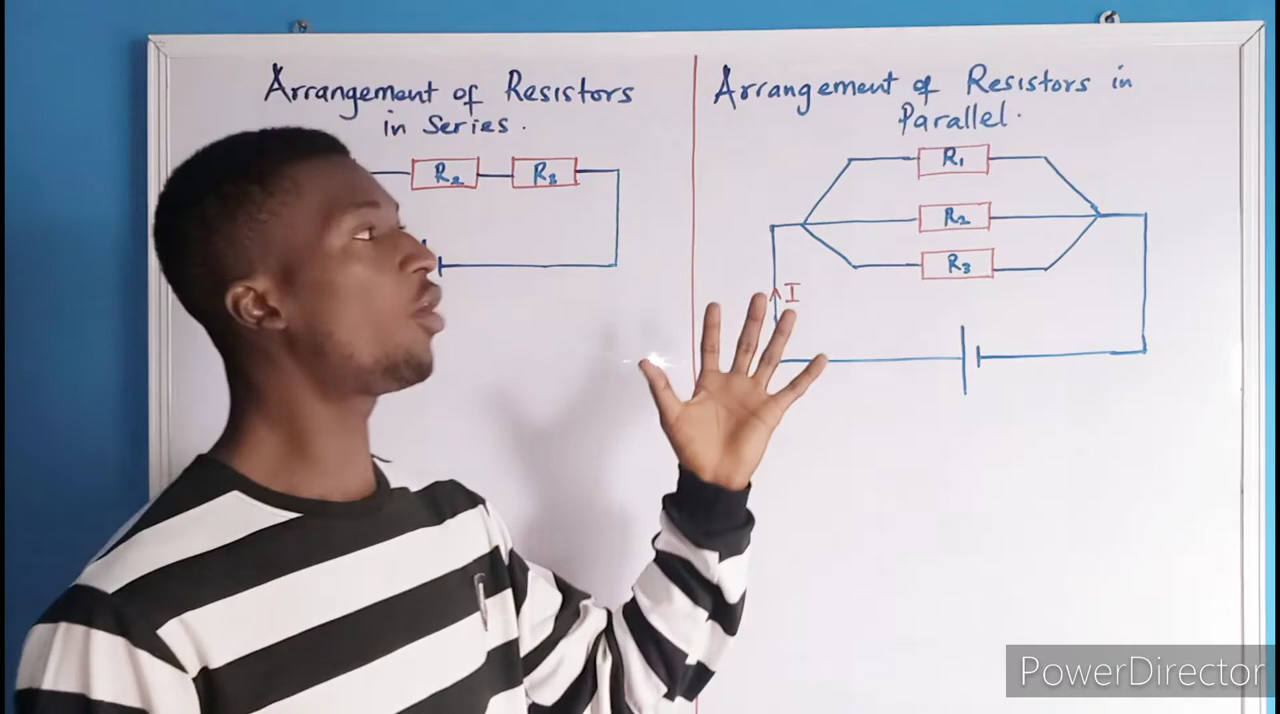 Arrangement of Resistors
in Series.
R2 R3
Arrangement of Resistors in
Parallel.
R1
R2
R3
I
PowerDirector